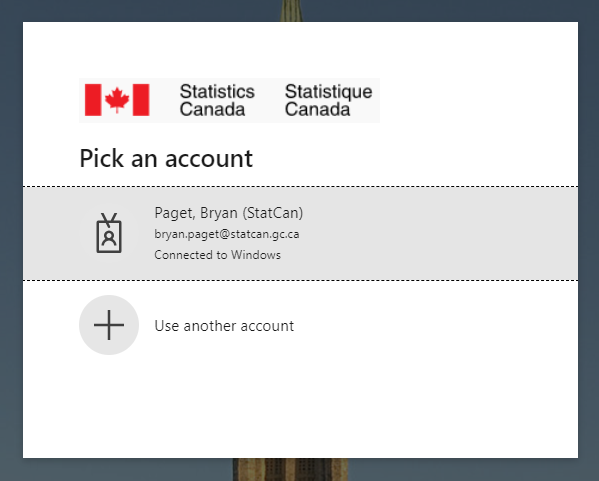 Statistics Statistique
Canada Canada
Pick an account
Paget, Bryan (StatCan)
bryan.paget@statcan.gc.ca
Connected to Windows
Use another account